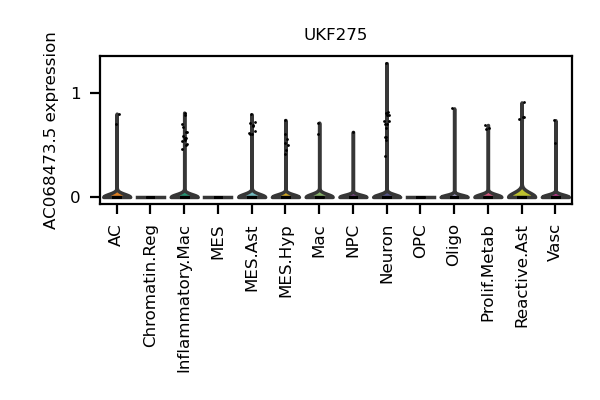 UKF275
AC068473.5 expression
1
0
AC
Chromatin.Reg
Inflammatory.Mac
MES
MES.Ast
MES.Hyp
Mac
NPC
Neuron
OPC
Oligo
Prolif.Metab
Reactive.Ast
Vasc